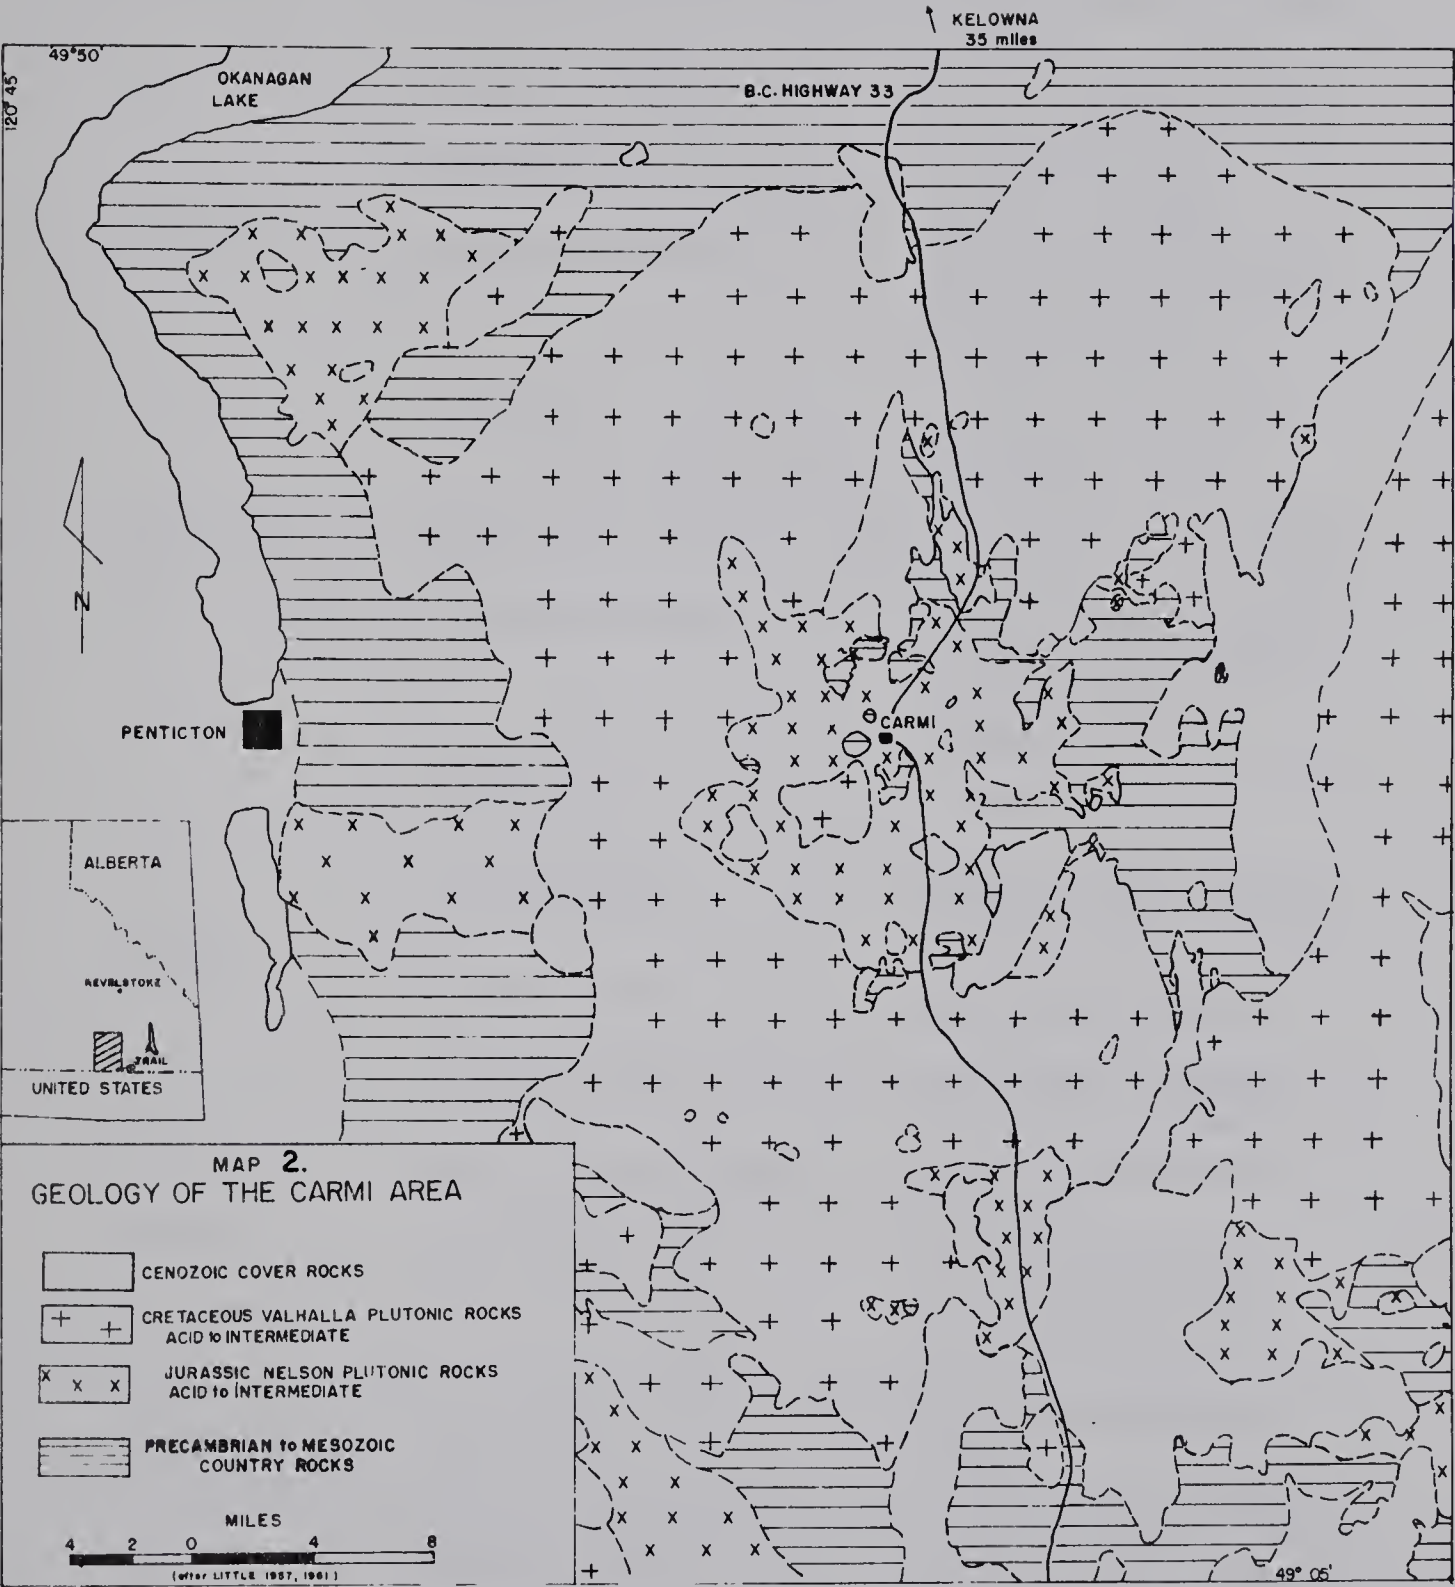 KELOWNA
35 miles
49°50'
120° 45'
OKANAGAN
LAKE
B.C. HIGHWAY 33
N
PENTICTON
CARMI
ALBERTA
REVELSTOKE
TRAIL
UNITED STATES
MAP 2.
GEOLOGY OF THE CARMI AREA
CENOZOIC COVER ROCKS
CRETACEOUS VALHALLA PLUTONIC ROCKS
ACID to INTERMEDIATE
JURASSIC NELSON PLUTONIC ROCKS
ACID to INTERMEDIATE
PRECAMBRIAN to MESOZOIC
COUNTRY ROCKS
MILES
4 2 0 4 8
(after LITTLE 1957, 1961)
49° 05'